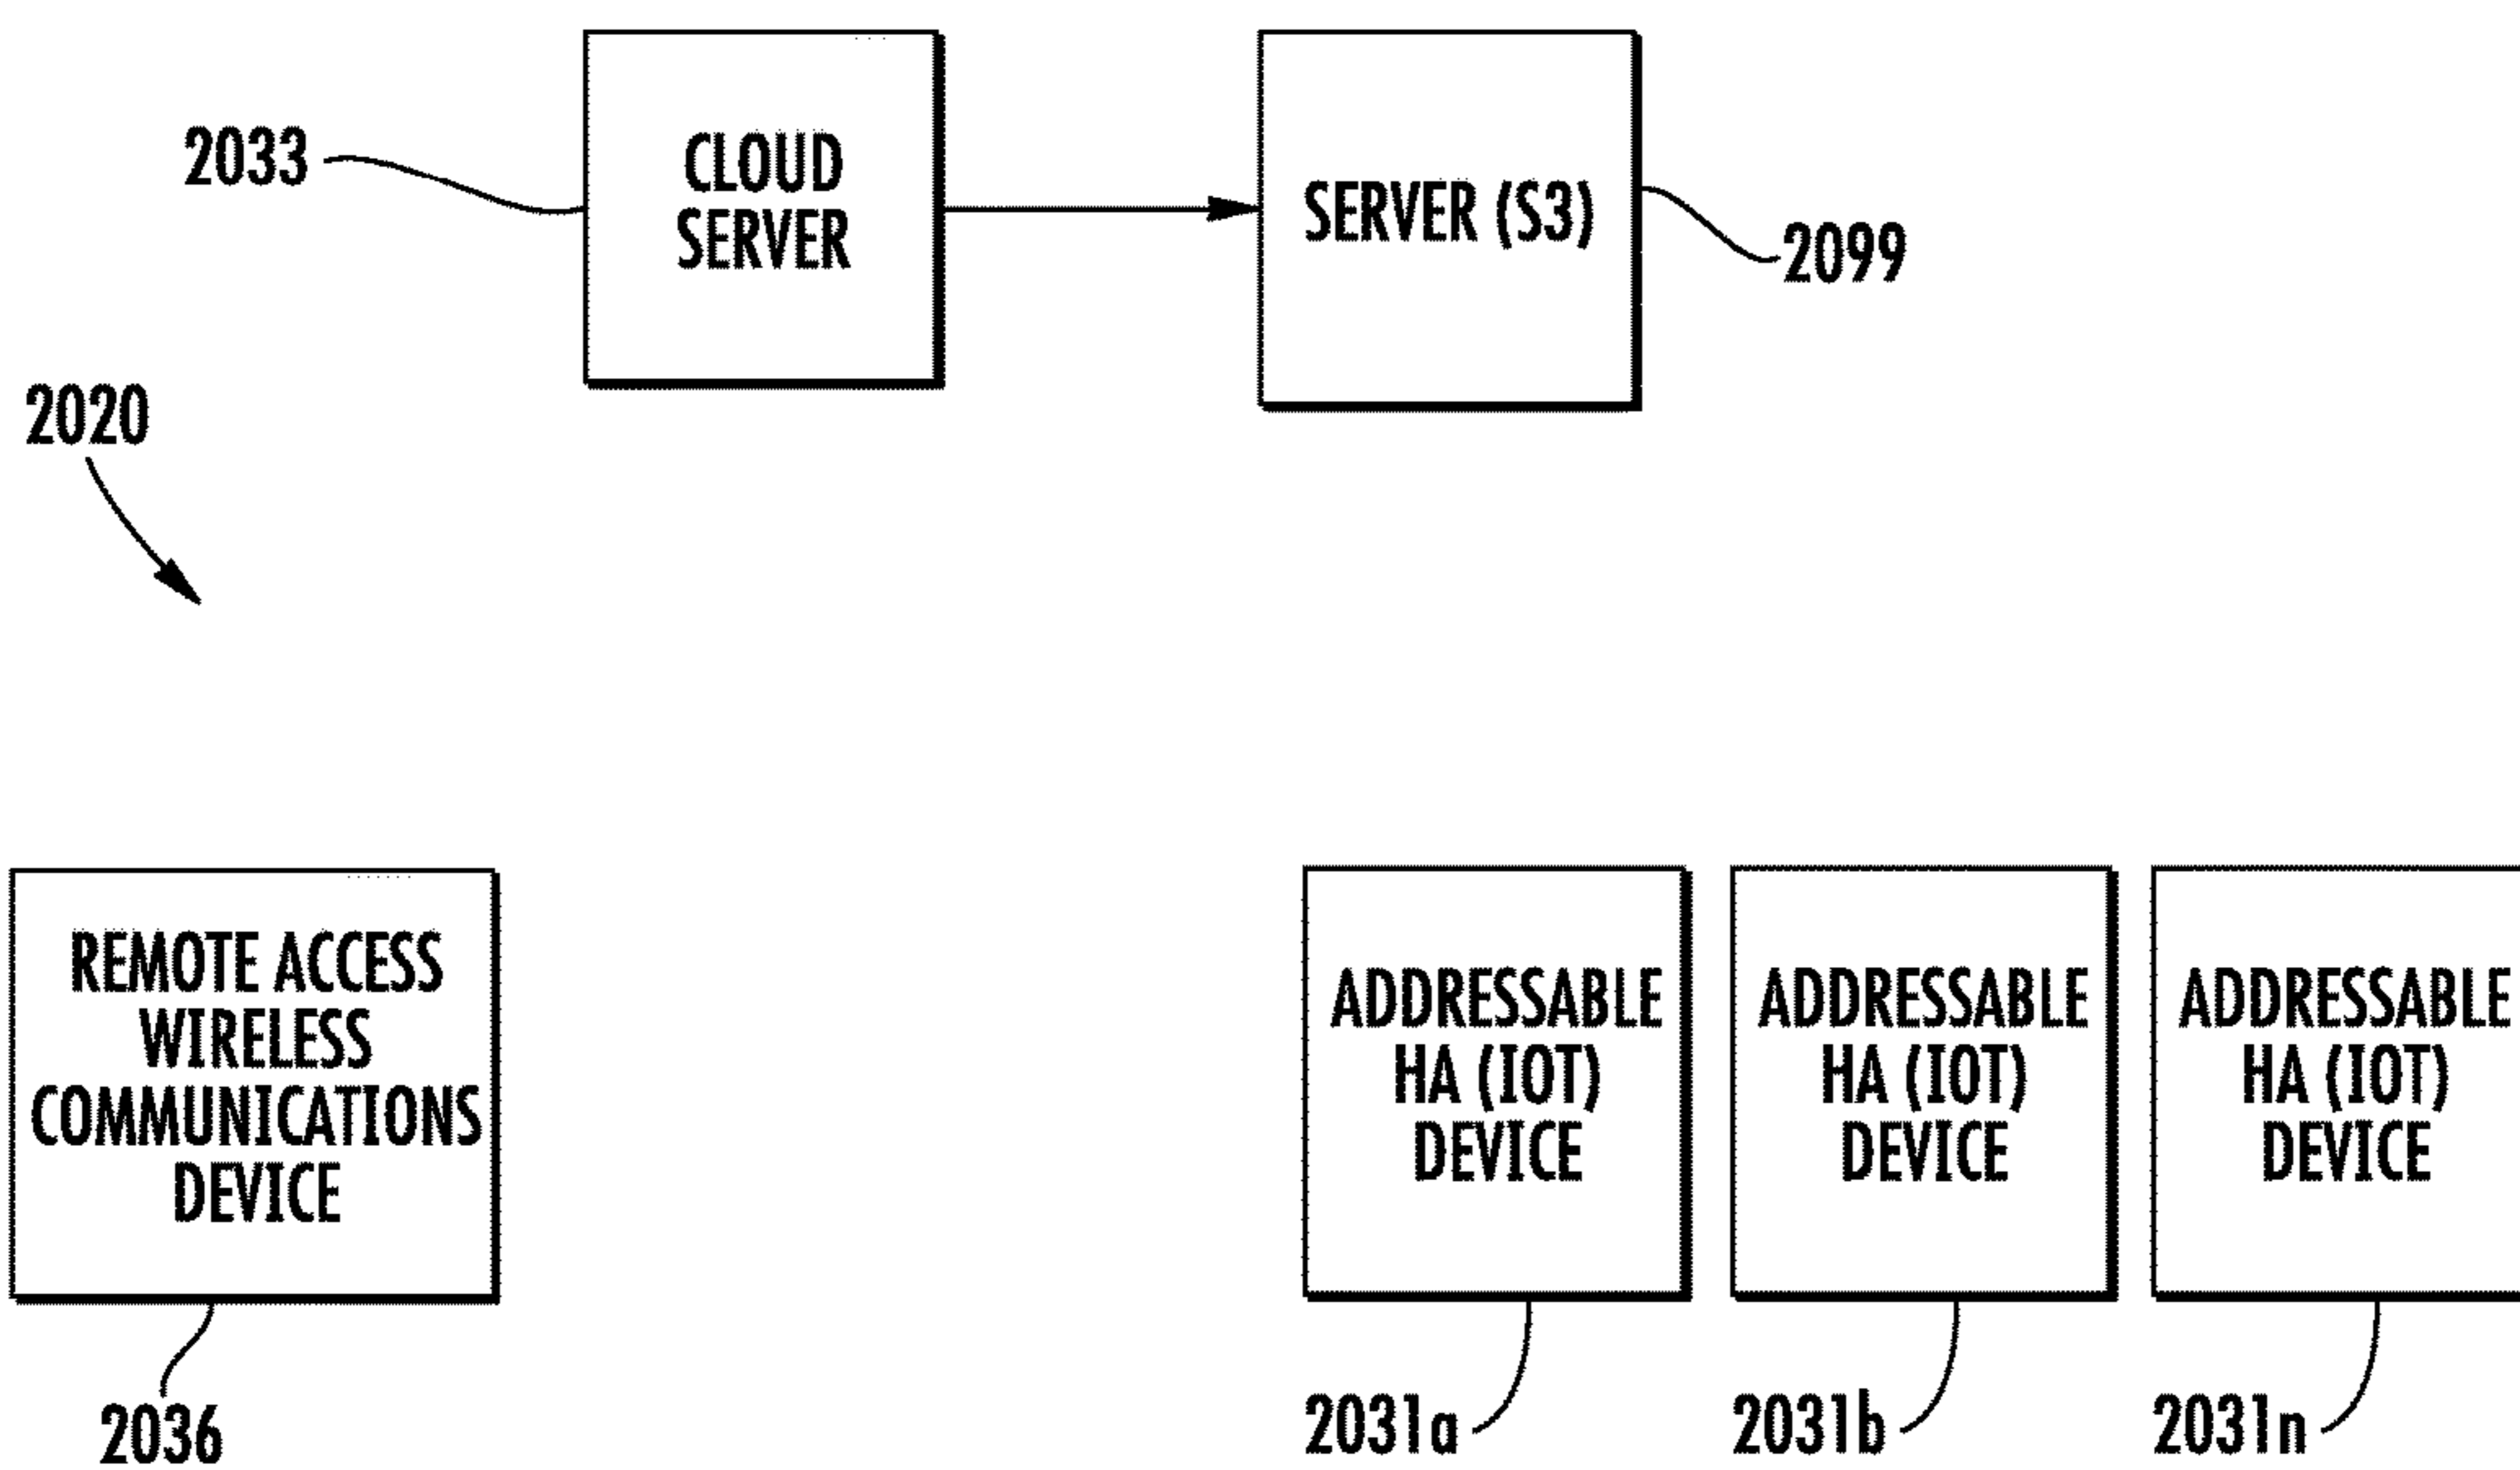 2033
CLOUD
SERVER
SERVER (S3)
2099
2020
REMOTE ACCESS
WIRELESS
COMMUNICATIONS
DEVICE
2036
ADDRESSABLE
HA (IOT)
DEVICE
2031a
ADDRESSABLE
HA (IOT)
DEVICE
2031b
ADDRESSABLE
HA (IOT)
DEVICE
2031n